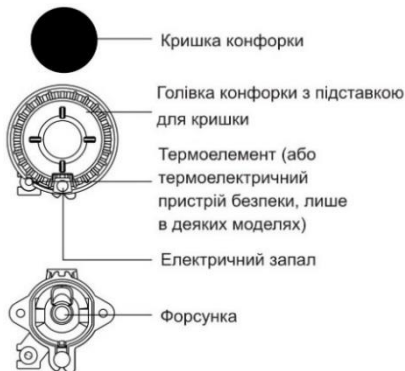 Кришка конфорки
Голівка конфорки з підставкою
для кришки
Термоелемент (або
термоелектричний
пристрій безпеки, лише
в деяких моделях)
Електричний запал
Форсунка